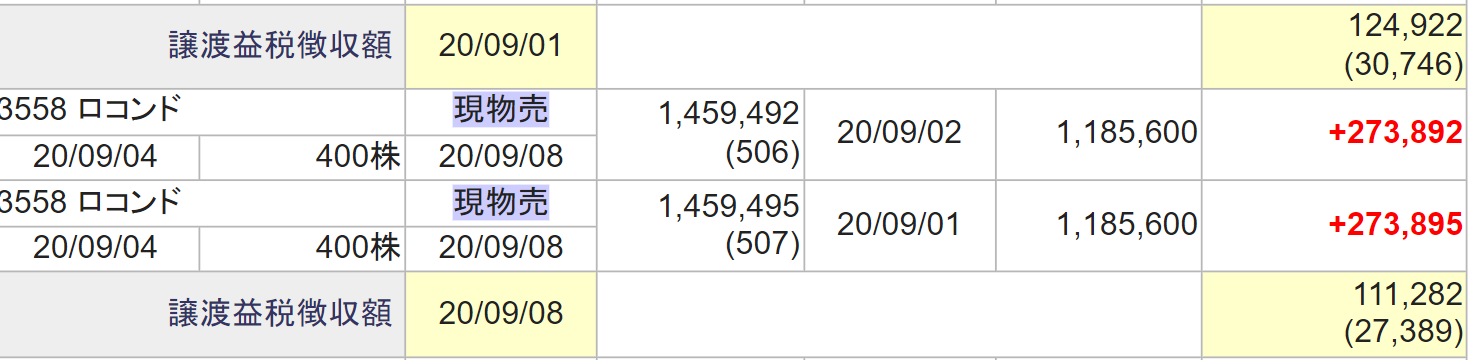 譲渡益税徴収額 20/09/01 124,922
(30,746)
3558 ロコンド 現物売 1,459,492
(506) 20/09/02 1,185,600 +273,892
20/09/04 400株 20/09/08
3558 ロコンド 現物売 1,459,495
(507) 20/09/01 1,185,600 +273,895
20/09/04 400株 20/09/08
譲渡益税徴収額 20/09/08 111,282
(27,389)